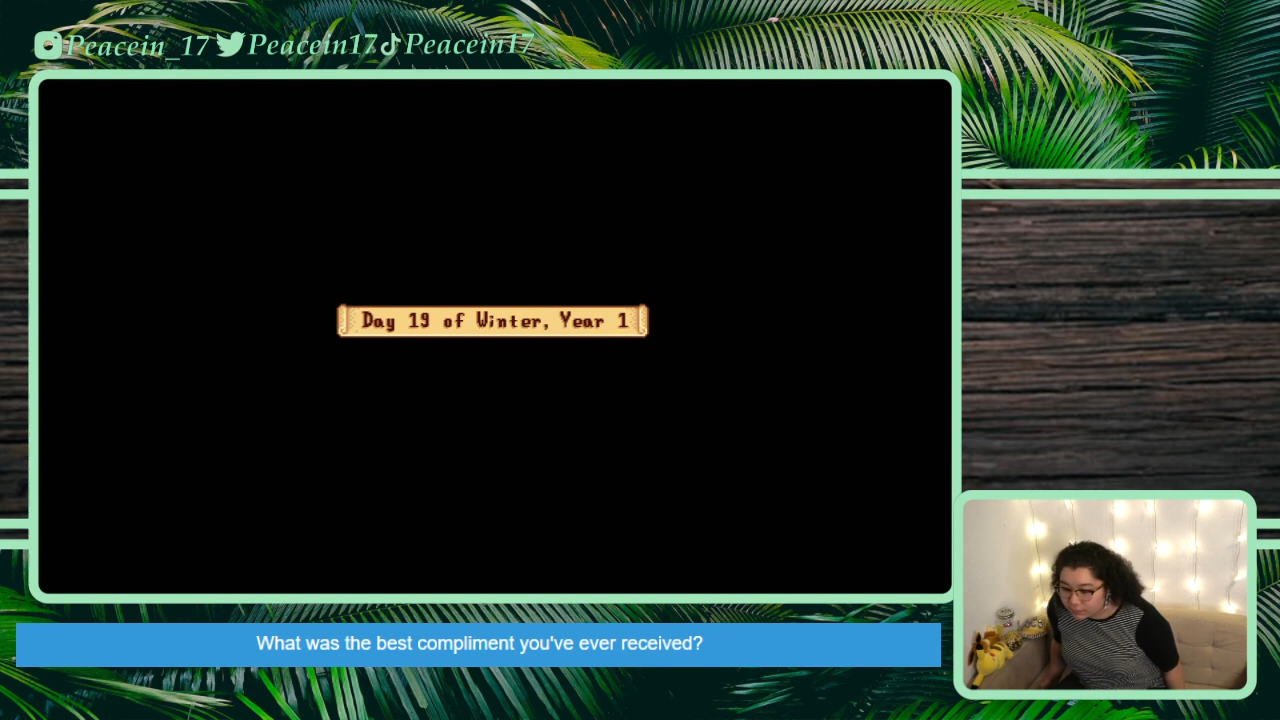 Peacein_17 Peacein17 Peacein17
Day 19 of Winter, Year 1
What was the best compliment you've ever received?